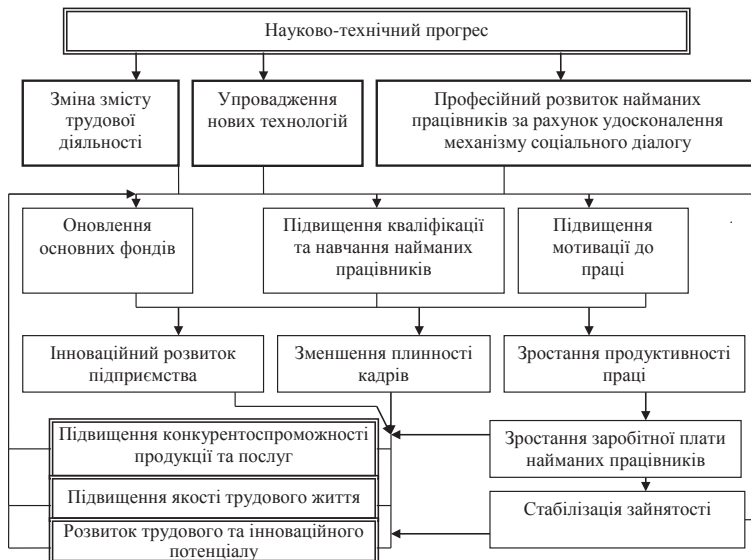 Науково-технічний прогрес
Зміна змісту
трудової
діяльності
Упровадження
нових технологій
Професійний розвиток найманих
працівників за рахунок удосконалення
механізму соціального діалогу
Оновлення
основних фондів
Підвищення кваліфікації
та навчання найманих
працівників
Підвищення
мотивації до
праці
Інноваційний розвиток
підприємства
Зменшення плинності
кадрів
Зростання продуктивності
праці
Підвищення конкурентоспроможності
продукції та послуг
Зростання заробітної плати
найманих працівників
Підвищення якості трудового життя
Стабілізація зайнятості
Розвиток трудового та інноваційного
потенціалу